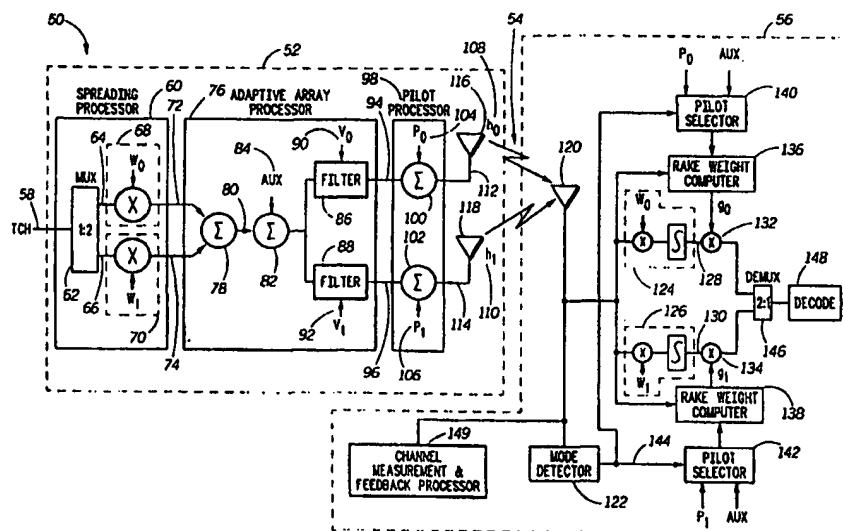 50
52
54
56
108
98
116
SPREADING PROCESSOR
60
72
76
ADAPTIVE ARRAY PROCESSOR
PILOT PROCESSOR
94
104
h0
P0
AUX
140
PILOT SELECTOR
68
64
W0
MUX
58
TCH
1:2
X
62
66
X
W1
70
74
84
AUX
80
Σ
78
Σ
82
90
V0
FILTER
86
88
FILTER
92
V1
P0
Σ
100
102
Σ
P1
106
96
112
118
h1
110
114
120
136
RAKE WEIGHT COMPUTER
g0
W0
X
∫
X
132
124
128
DEMUX
148
2:1
DECODE
146
126
130
X
∫
X
134
W1
g1
RAKE WEIGHT COMPUTER
138
149
CHANNEL MEASUREMENT & FEEDBACK PROCESSOR
MODE DETECTOR
122
144
142
PILOT SELECTOR
P1
AUX